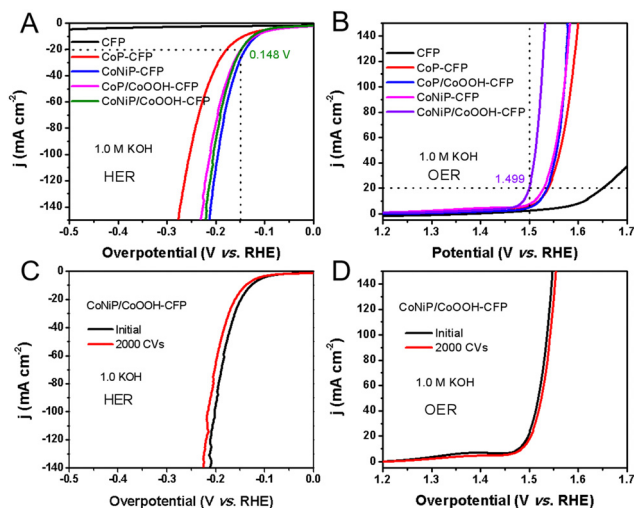 A
CFP
CoP-CFP
CoNiP-CFP
CoP/CoOOH-CFP
CoNiP/CoOOH-CFP
0.148 V
1.0 M KOH
HER
j (mA cm-2)
0
-20
-40
-60
-80
-100
-120
-140
-0.5
-0.4
-0.3
-0.2
-0.1
0.0
Overpotential (V vs. RHE)
B
CFP
CoP-CFP
CoP/CoOOH-CFP
CoNiP-CFP
CoNiP/CoOOH-CFP
1.0 M KOH
OER
1.499
j (mA cm-2)
140
120
100
80
60
40
20
0
1.2
1.3
1.4
1.5
1.6
1.7
Potential (V vs. RHE)
C
CoNiP/CoOOH-CFP
Initial
2000 CVs
1.0 KOH
HER
j (mA cm-2)
0
-20
-40
-60
-80
-100
-120
-140
-0.5
-0.4
-0.3
-0.2
-0.1
0.0
Overpotential (V vs. RHE)
D
CoNiP/CoOOH-CFP
Initial
2000 CVs
1.0 M KOH
OER
j (mA cm-2)
140
120
100
80
60
40
20
0
1.2
1.3
1.4
1.5
1.6
1.7
Overpotential (V vs. RHE)